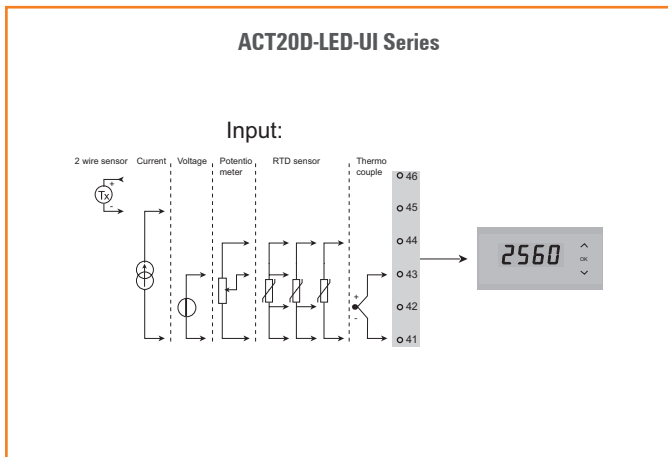 ACT20D-LED-UI Series
Input:
2 wire sensor Current Voltage Potentio meter RTD sensor Thermo couple
+
Tx
-
46
45
44
43
42
41
+
-
2560
OK